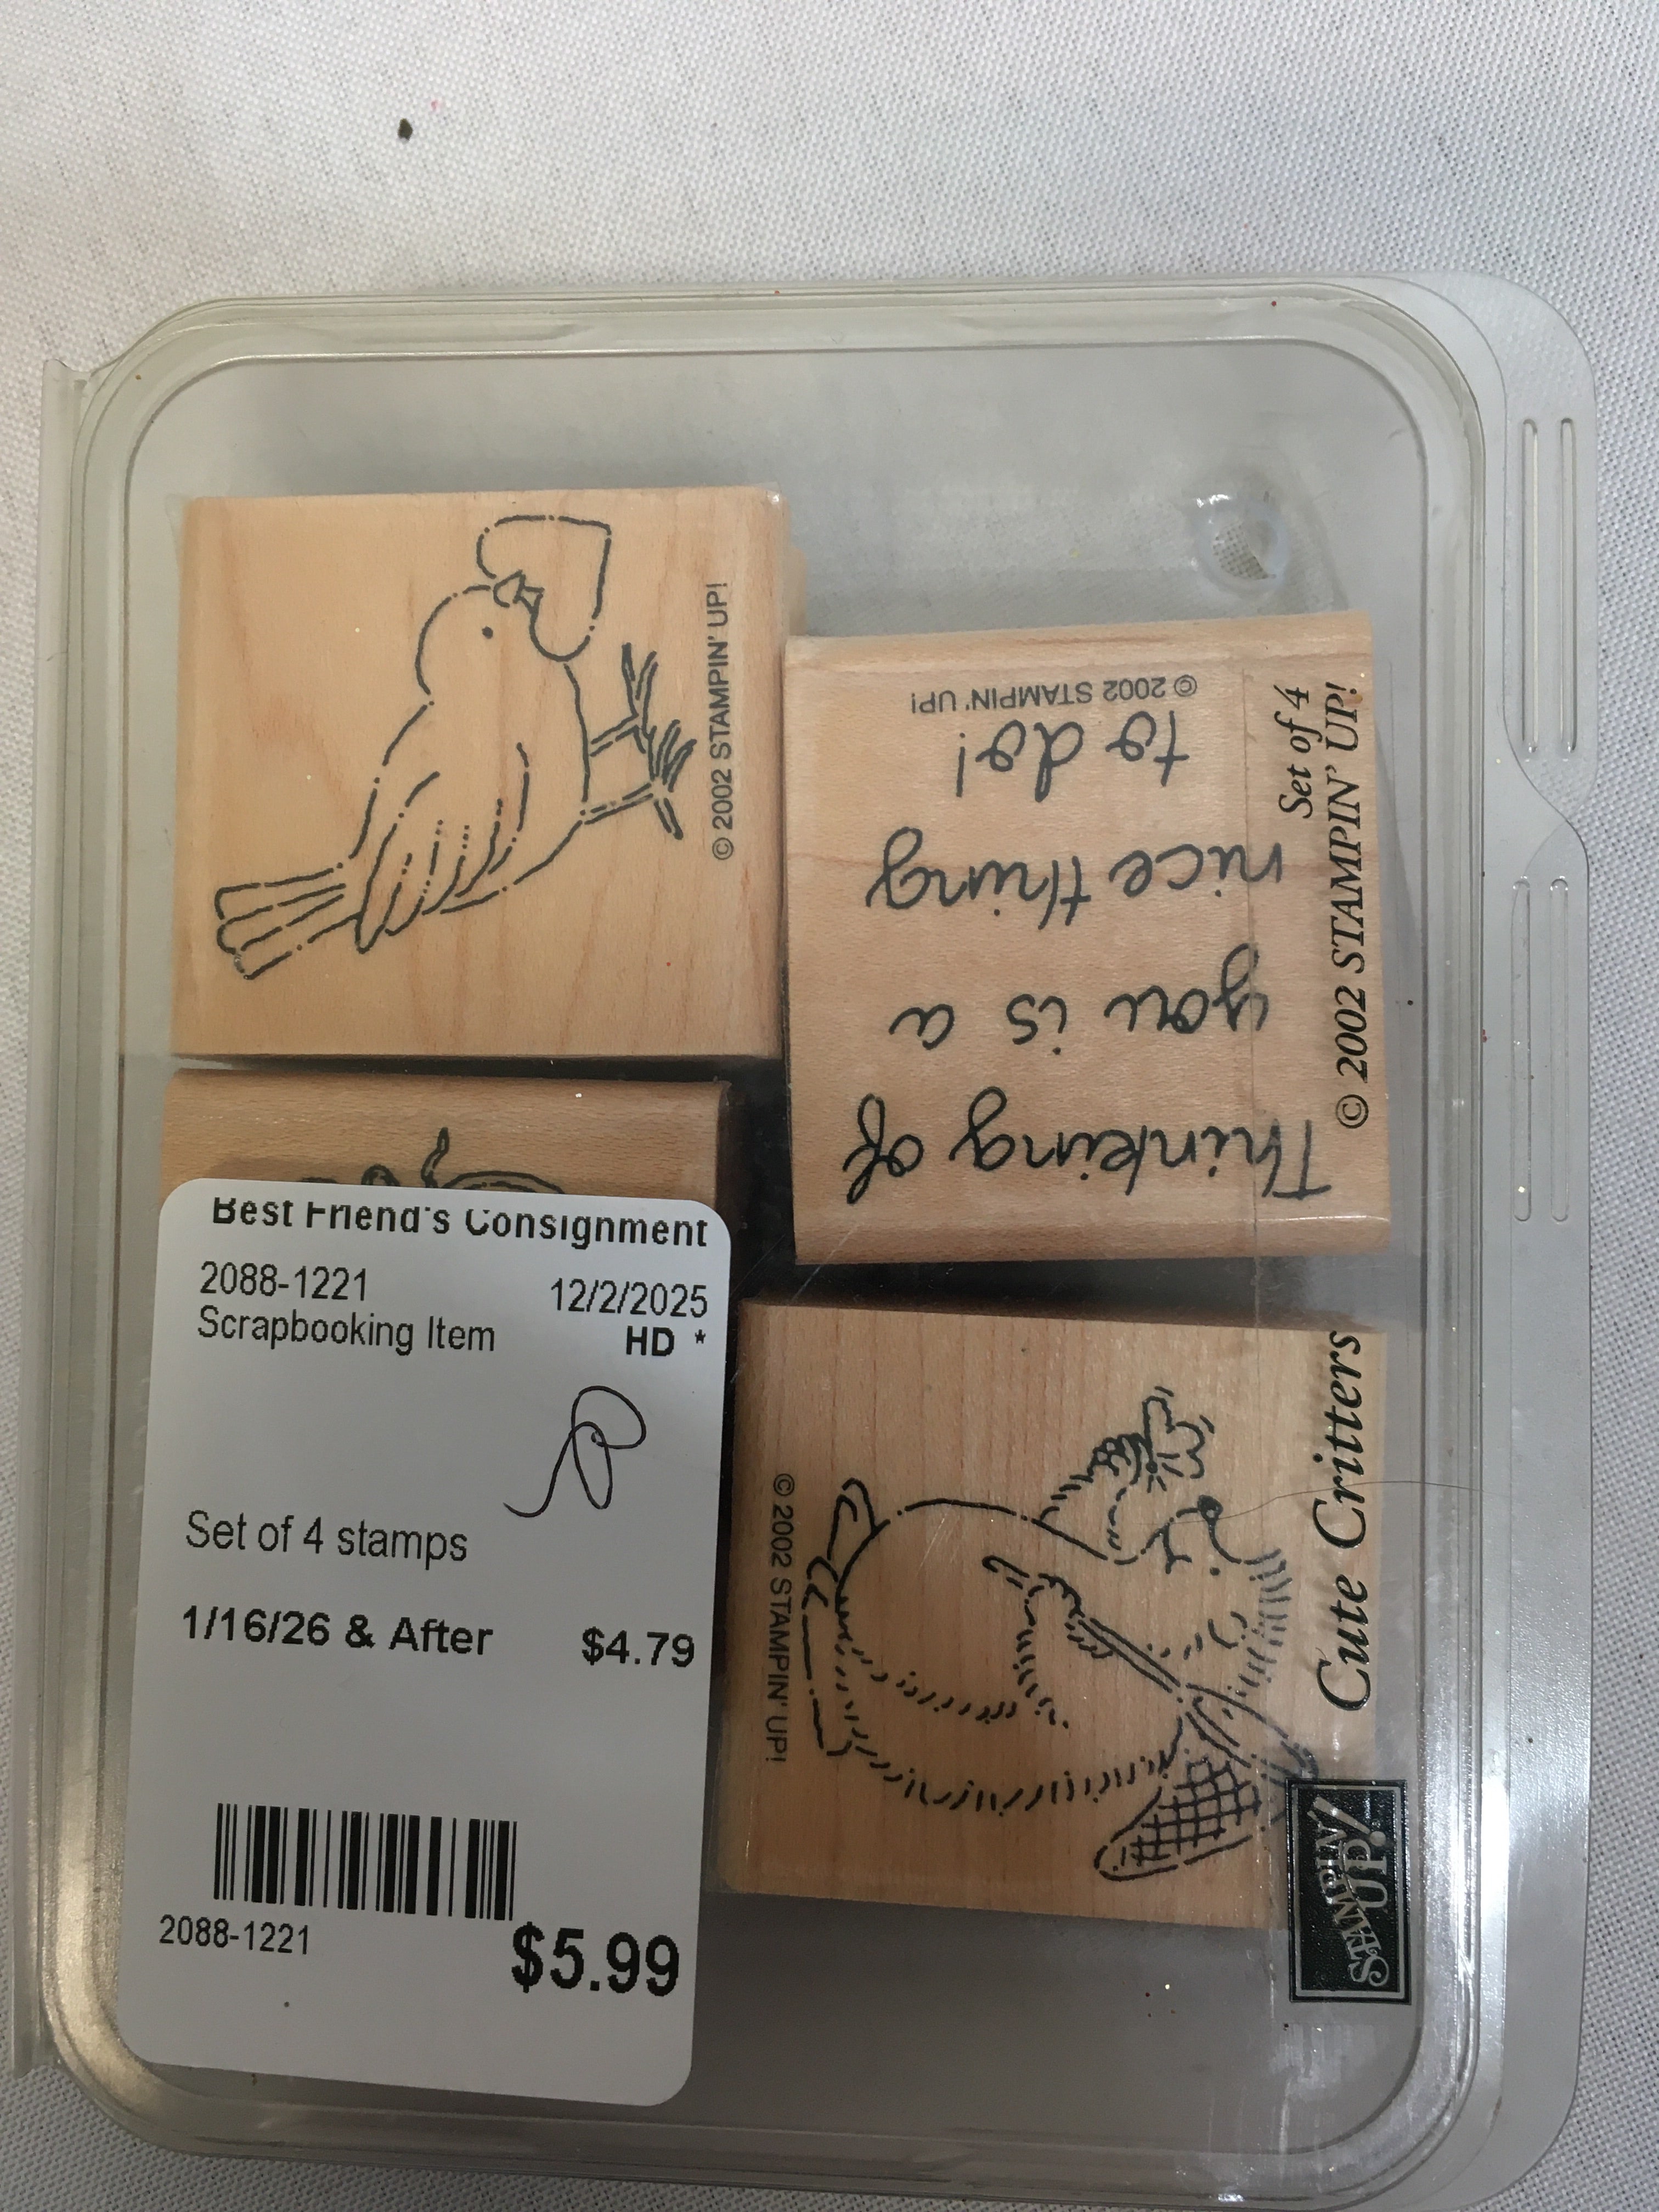 © 2002 STAMPIN' UP!
Thinking of
you is a
nice thing
to do!
© 2002 STAMPIN' UP!
Cute Critters
Set of 4
© 2002 STAMPIN' UP!
© 2002 STAMPIN' UP!
STAMPIN'
UP!
Best Friend's Consignment
2088-1221 12/2/2025
Scrapbooking Item HD *
Set of 4 stamps
1/16/26 & After $4.79
2088-1221
$5.99